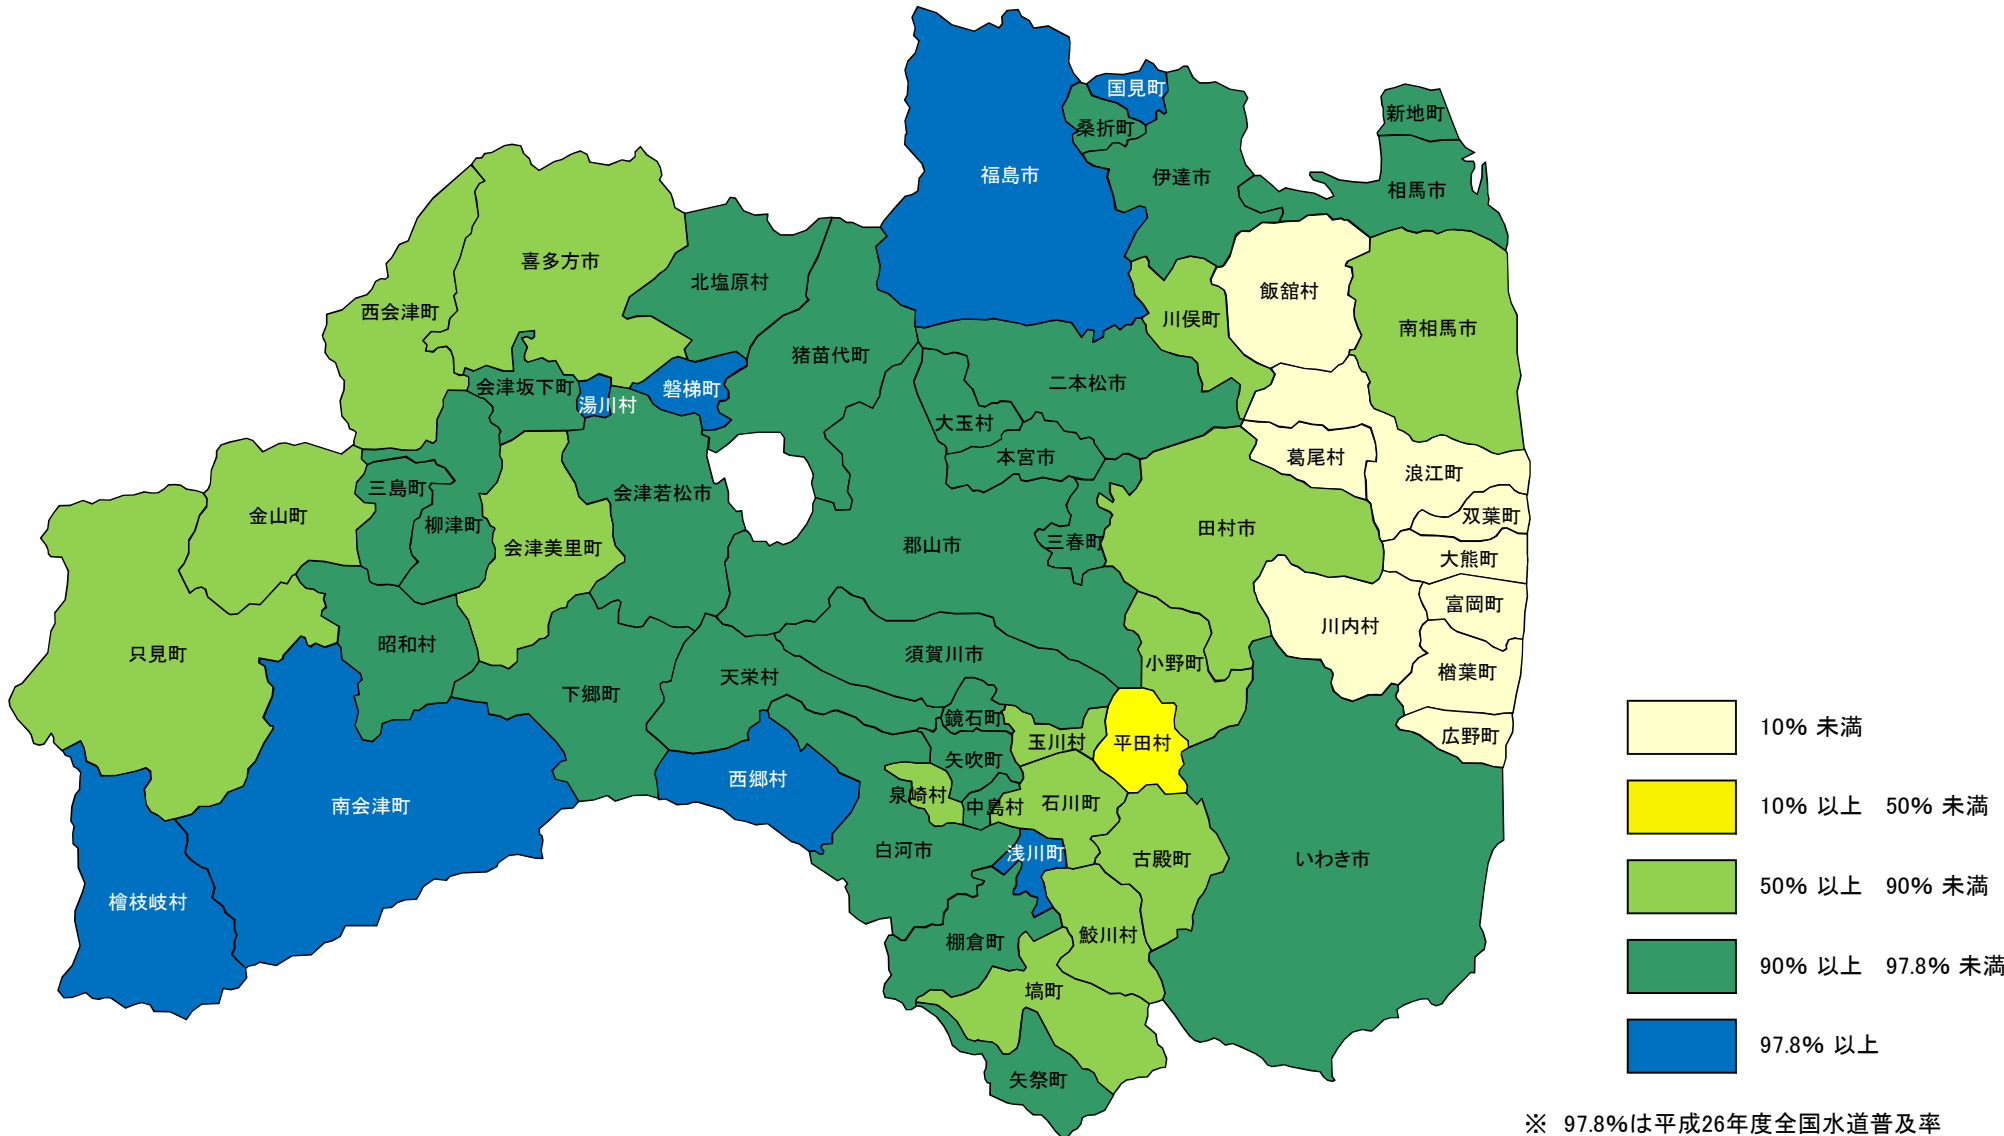 国見町
新地町
桑折町
福島市
伊達市
相馬市
喜多方市
北塩原村
飯舘村
西会津町
川俣町
南相馬市
猪苗代町
会津坂下町
磐梯町
二本松市
湯川村
大玉村
本宮市
葛尾村
浪江町
三島町
会津若松市
金山町
柳津町
双葉町
田村市
会津美里町
郡山市
三春町
大熊町
富岡町
川内村
只見町
昭和村
須賀川市
小野町
楢葉町
天栄村
下郷町
鏡石町
10% 未満
玉川村
平田村
広野町
矢吹町
西郷村
泉崎村
中島村
石川町
南会津町
10% 以上 50% 未満
白河市
浅川町
古殿町
いわき市
50% 以上 90% 未満
檜枝岐村
棚倉町
鮫川村
90% 以上 97.8% 未満
塙町
97.8% 以上
矢祭町
※ 97.8%は平成26年度全国水道普及率